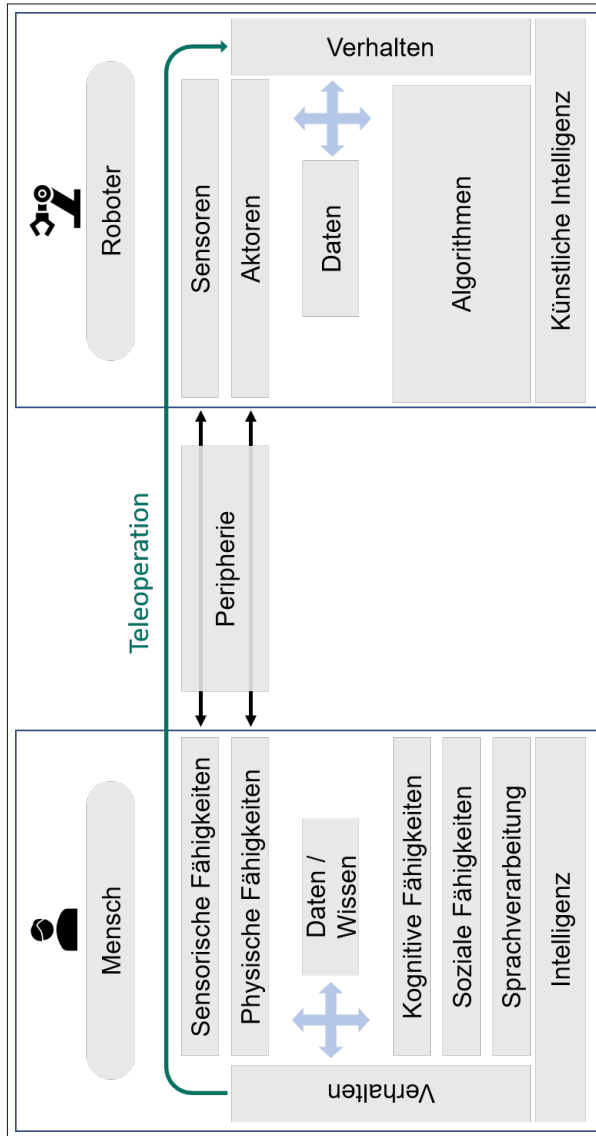 Mensch
Sensorische Fähigkeiten
Physische Fähigkeiten
Daten /
Wissen
Kognitive Fähigkeiten
Soziale Fähigkeiten
Sprachverarbeitung
Intelligenz
Verhalten
Teleoperation
Peripherie
Roboter
Sensoren
Aktoren
Daten
Algorithmen
Künstliche Intelligenz
Verhalten